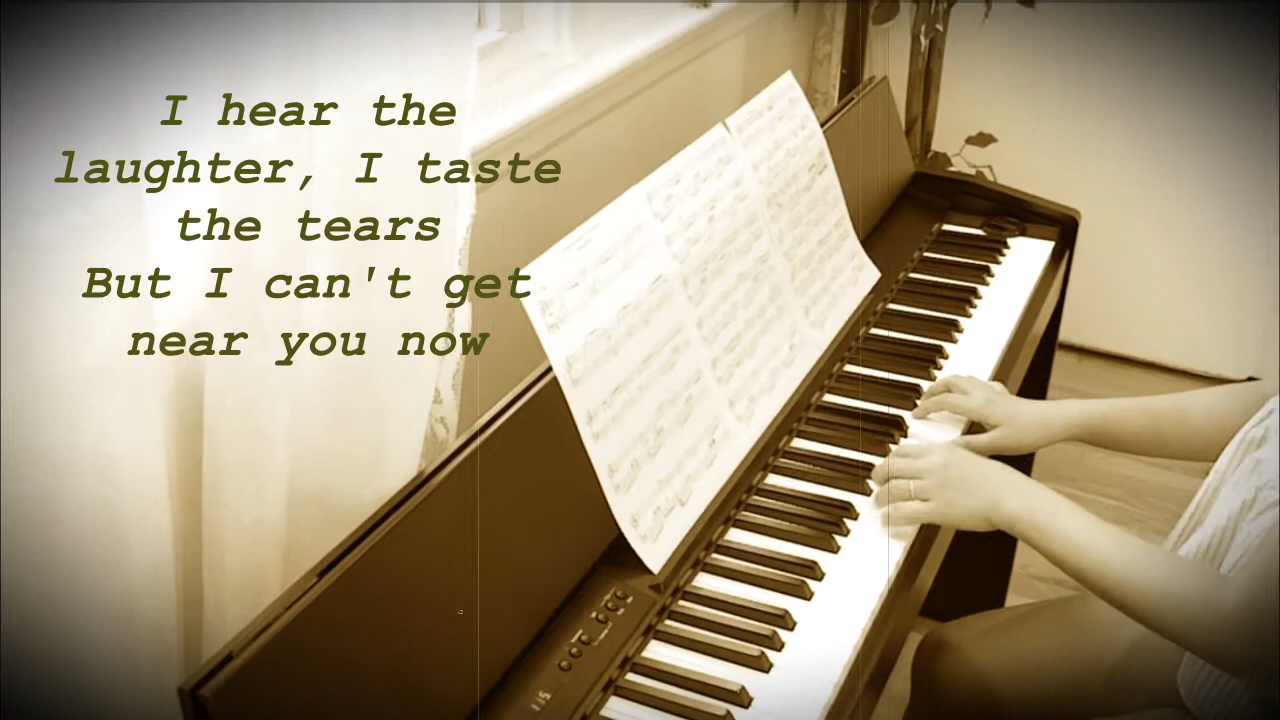 I hear the
laughter, I taste
the tears
But I can't get
near you now